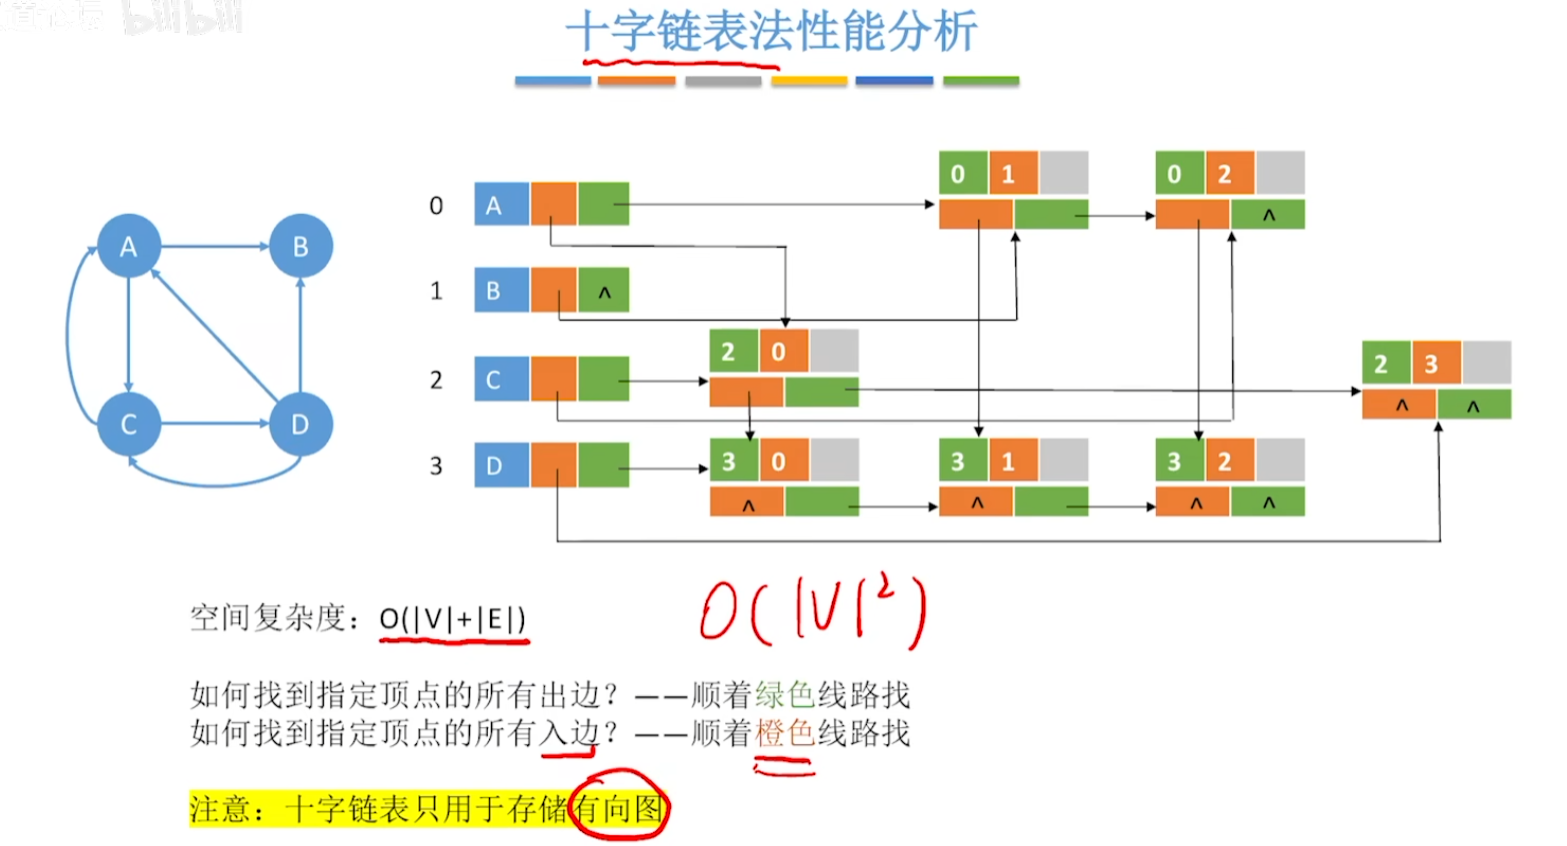 bilibili
十字链表法性能分析
0 1
0 2
0 A
A B
^
1 B ^
2 0
2 3
2 C
^ ^
C D
3 D
3 0
3 1
3 2
^
^
^ ^
O(|V|²)
空间复杂度：O(|V|+|E|)
如何找到指定顶点的所有出边？——顺着绿色线路找
如何找到指定顶点的所有入边？——顺着橙色线路找
注意：十字链表只用于存储有向图